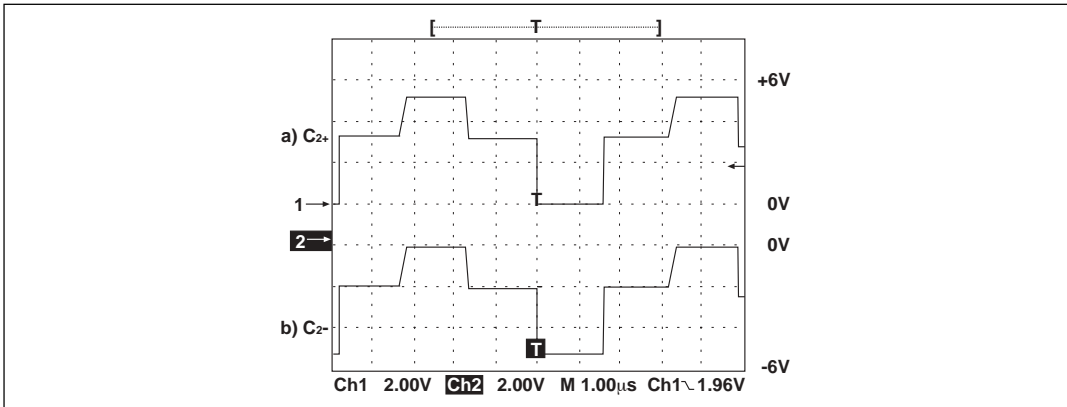 [ T ]
+6V
a) C2+
T
1
0V
2
0V
b) C2-
T
-6V
Ch1 2.00V Ch2 2.00V M 1.00µs Ch1 1.96V